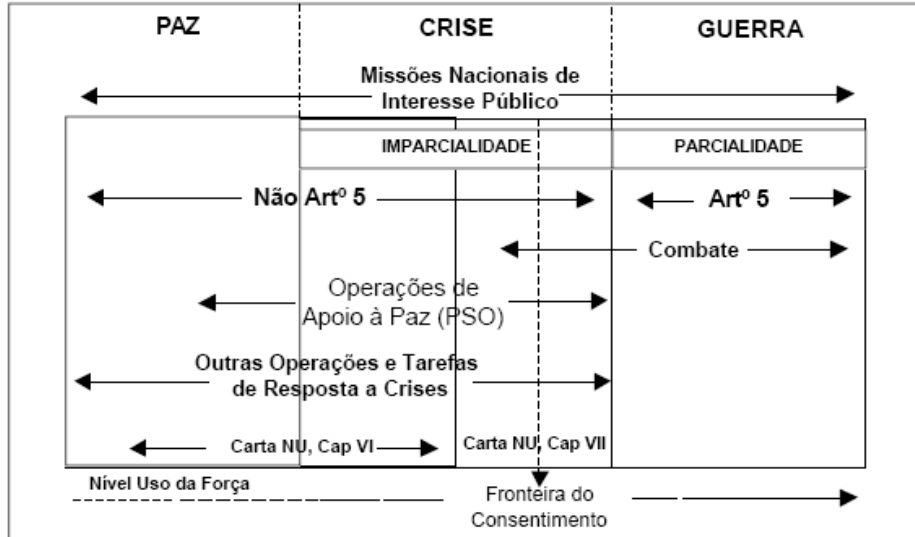 PAZ
CRISE
GUERRA
Missões Nacionais de
Interesse Público
IMPARCIALIDADE
PARCIALIDADE
Não Artº 5
Artº 5
Combate
Operações de
Apoio à Paz (PSO)
Outras Operações e Tarefas
de Resposta a Crises
Carta NU, Cap VI
Carta NU, Cap VII
Nível Uso da Força
Fronteira do
Consentimento